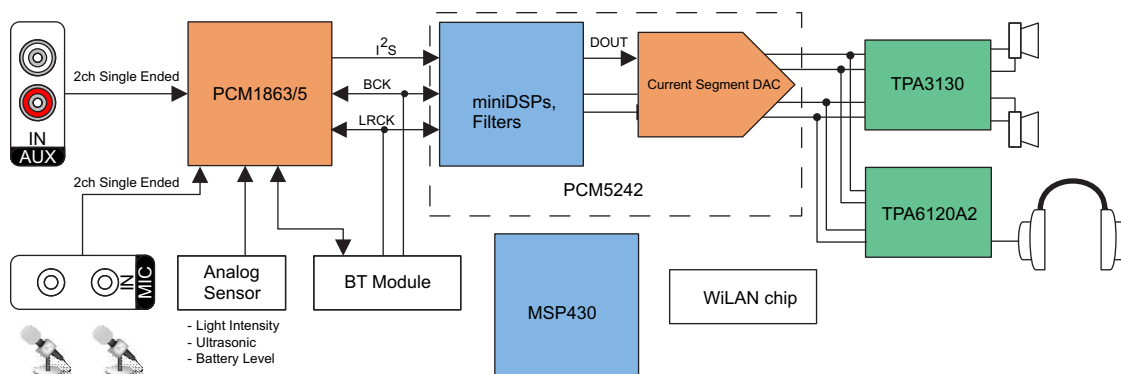 IN
AUX
2ch Single Ended
PCM1863/5
I²S
BCK
LRCK
miniDSPs,
Filters
DOUT
Current Segment DAC
PCM5242
TPA3130
TPA6120A2
2ch Single Ended
IN
MIC
Analog
Sensor
- Light Intensity
- Ultrasonic
- Battery Level
BT Module
MSP430
WiLAN chip